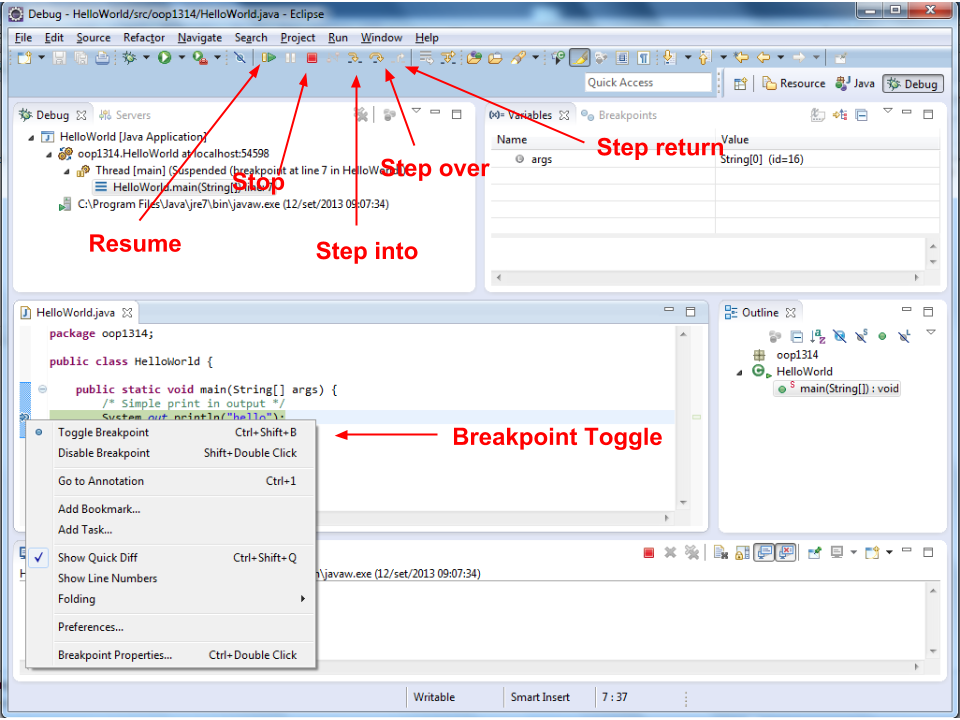 Debug - HelloWorld/src/oop1314/HelloWorld.java - Eclipse
File Edit Source Refactor Navigate Search Project Run Window Help
Quick Access
Resource Java Debug
Debug Servers
HelloWorld [Java Application]
oop1314.HelloWorld at localhost:54598
Thread [main] (Suspended (breakpoint at line 7 in HelloWorld))
HelloWorld.main(String[]) line: 7
C:\Program Files\Java\jre7\bin\javaw.exe (12/set/2013 09:07:34)
Resume
Stop
Step into
Step over
Step return
(x)= Variables Breakpoints
Name Value
args String[0] (id=16)
HelloWorld.java
package oop1314;
public class HelloWorld {
public static void main(String[] args) {
/* Simple print in output */
System.out.println("hello");
Breakpoint Toggle
Outline
oop1314
HelloWorld
main(String[]) : void
Toggle Breakpoint Ctrl+Shift+B
Disable Breakpoint Shift+Double Click
Go to Annotation Ctrl+1
Add Bookmark...
Add Task...
Show Quick Diff Ctrl+Shift+Q
Show Line Numbers
Folding
Preferences...
Breakpoint Properties... Ctrl+Double Click
\javaw.exe (12/set/2013 09:07:34)
Writable Smart Insert 7 : 37